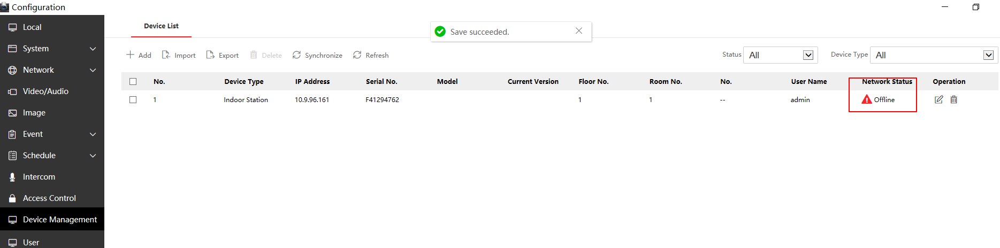 Configuration
Local
System
Network
Video/Audio
Image
Event
Schedule
Intercom
Access Control
Device Management
User
Device List
Save succeeded.
Add Import Export Delete Synchronize Refresh Status All Device Type All
No. Device Type IP Address Serial No. Model Current Version Floor No. Room No. No. User Name Network Status Operation
1 Indoor Station 10.9.96.161 F41294762 1 1 -- admin Offline